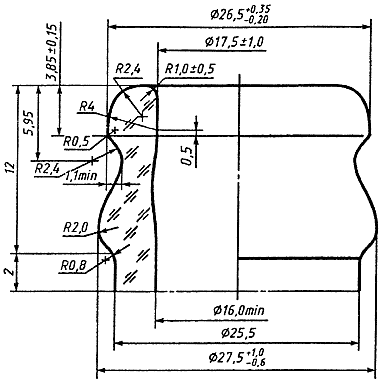 Ø26,5 +0,35 -0,20
Ø17,5±1,0
3,85±0,15
R2,4
R1,0±0,5
R4
5,95
R0,5
0,5
R2,4
1,1min
12
R2,0
R0,8
2
Ø16,0min
Ø25,5
Ø27,5 +1,0 -0,6